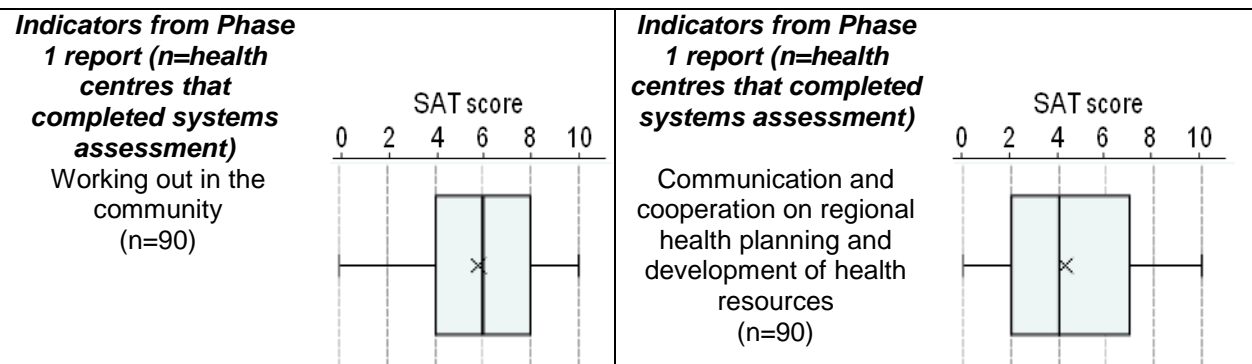 Indicators from Phase
1 report (n=health
centres that
completed systems
assessment)
Working out in the
community
(n=90)
SAT score
0 2 4 6 8 10
Indicators from Phase
1 report (n=health
centres that completed
systems assessment)
Communication and
cooperation on regional
health planning and
development of health
resources
(n=90)
SAT score
0 2 4 6 8 10